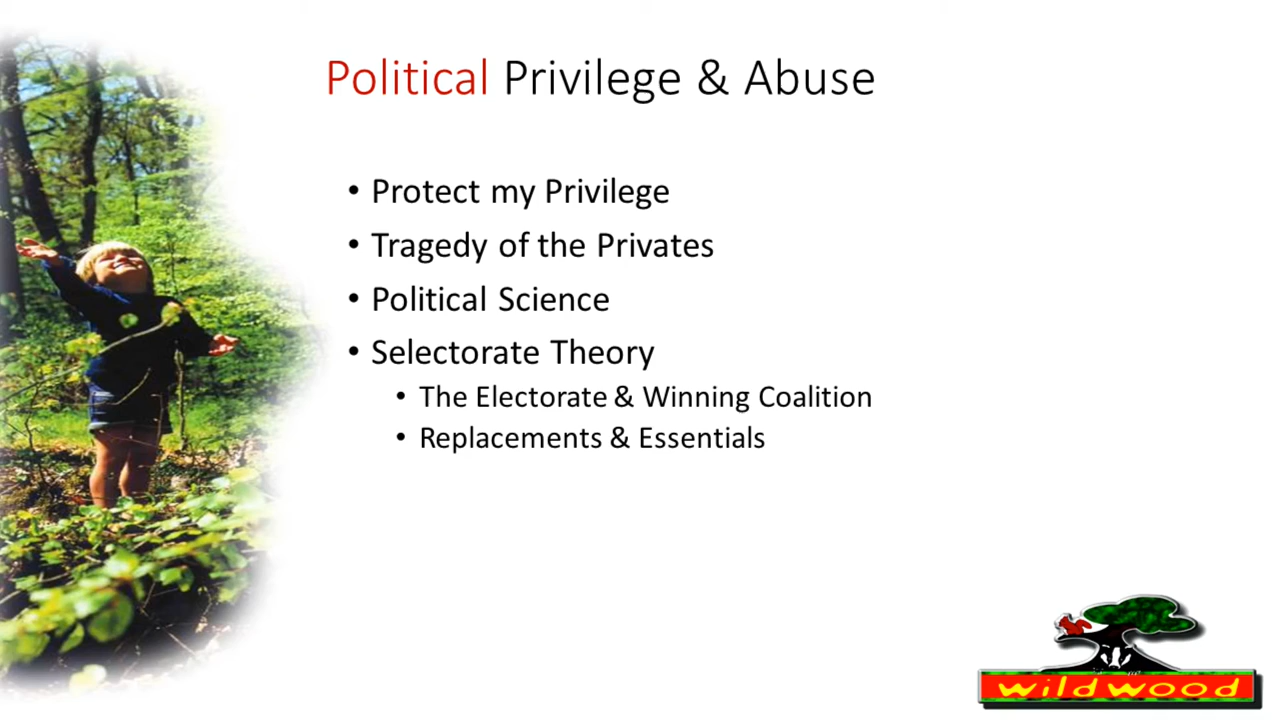 Political Privilege & Abuse
• Protect my Privilege
• Tragedy of the Privates
• Political Science
• Selectorate Theory
• The Electorate & Winning Coalition
• Replacements & Essentials
wildwood